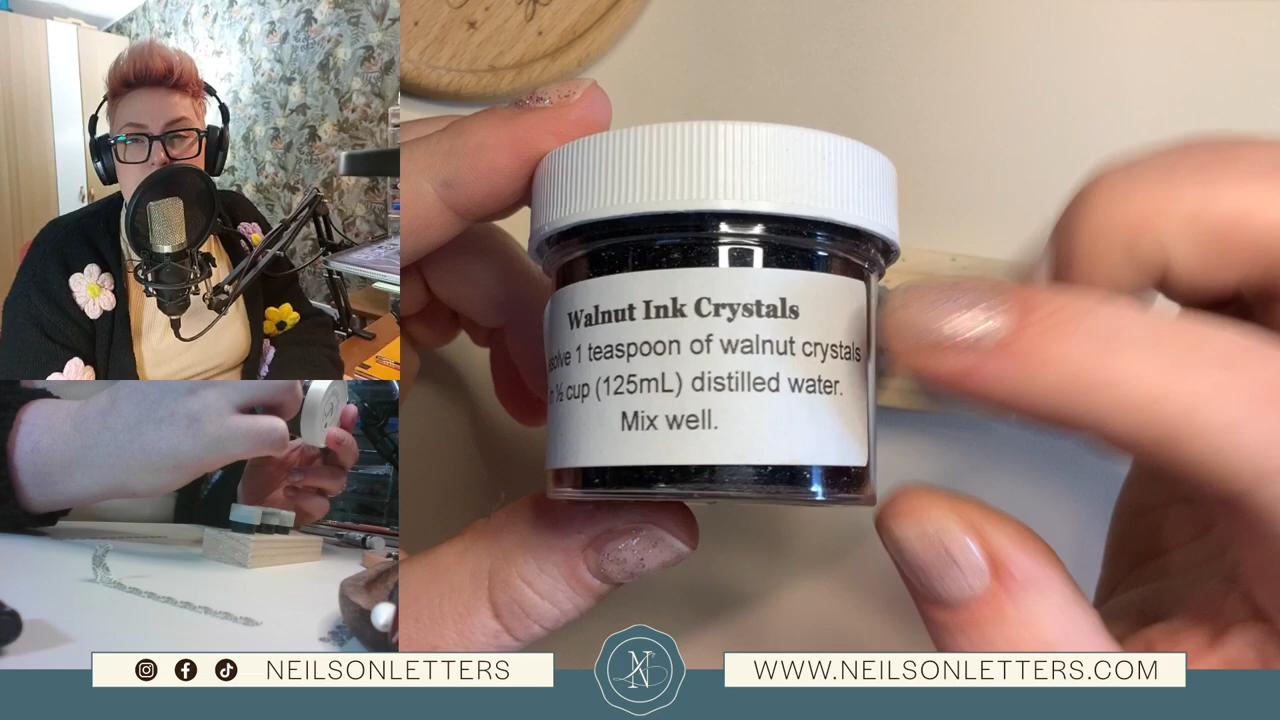 Walnut Ink Crystals
1 teaspoon of walnut crystals
½ cup (125mL) distilled water.
Mix well.
NEILSONLETTERS
N
WWW.NEILSONLETTERS.COM